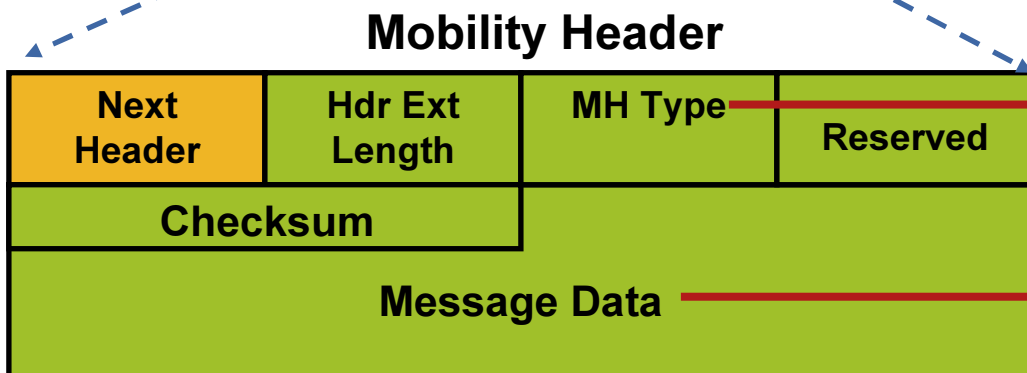 Mobility Header
Next
Header
Hdr Ext
Length
MH Type
Reserved
Checksum
Message Data